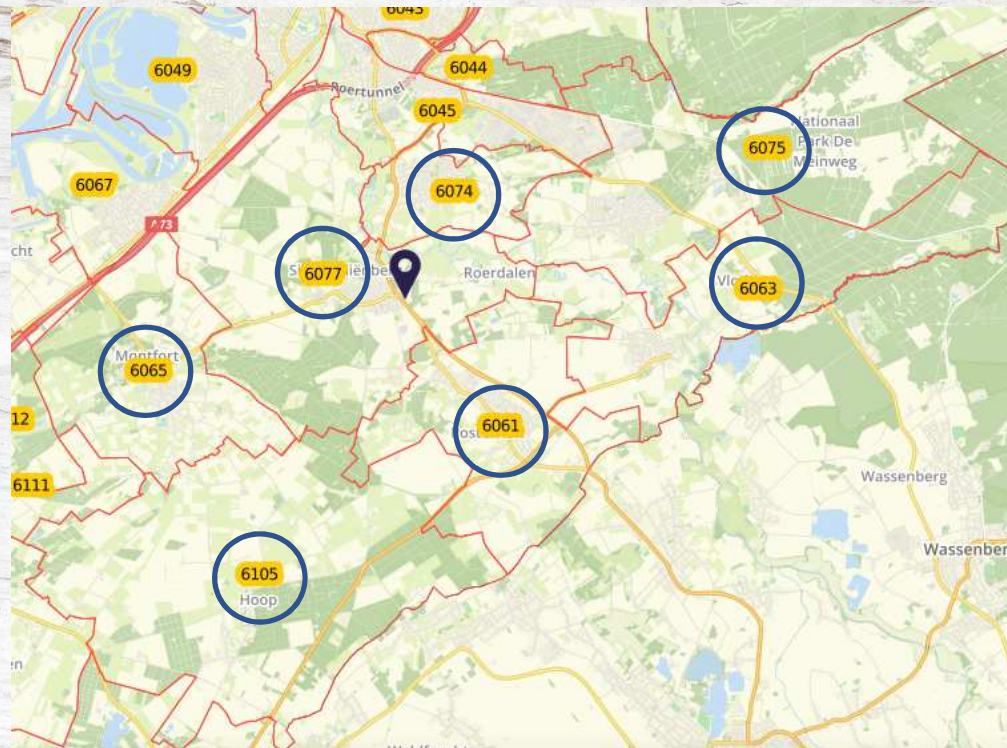 6043
6049
6044
Roertunnel
6045
Nationaal
6075
Park De
Meinweg
6067
6074
A73
6077
Roerdalen
6063
Montfort
6065
6061
12
6111
Wassenberg
Wassenber
6105
Hoop